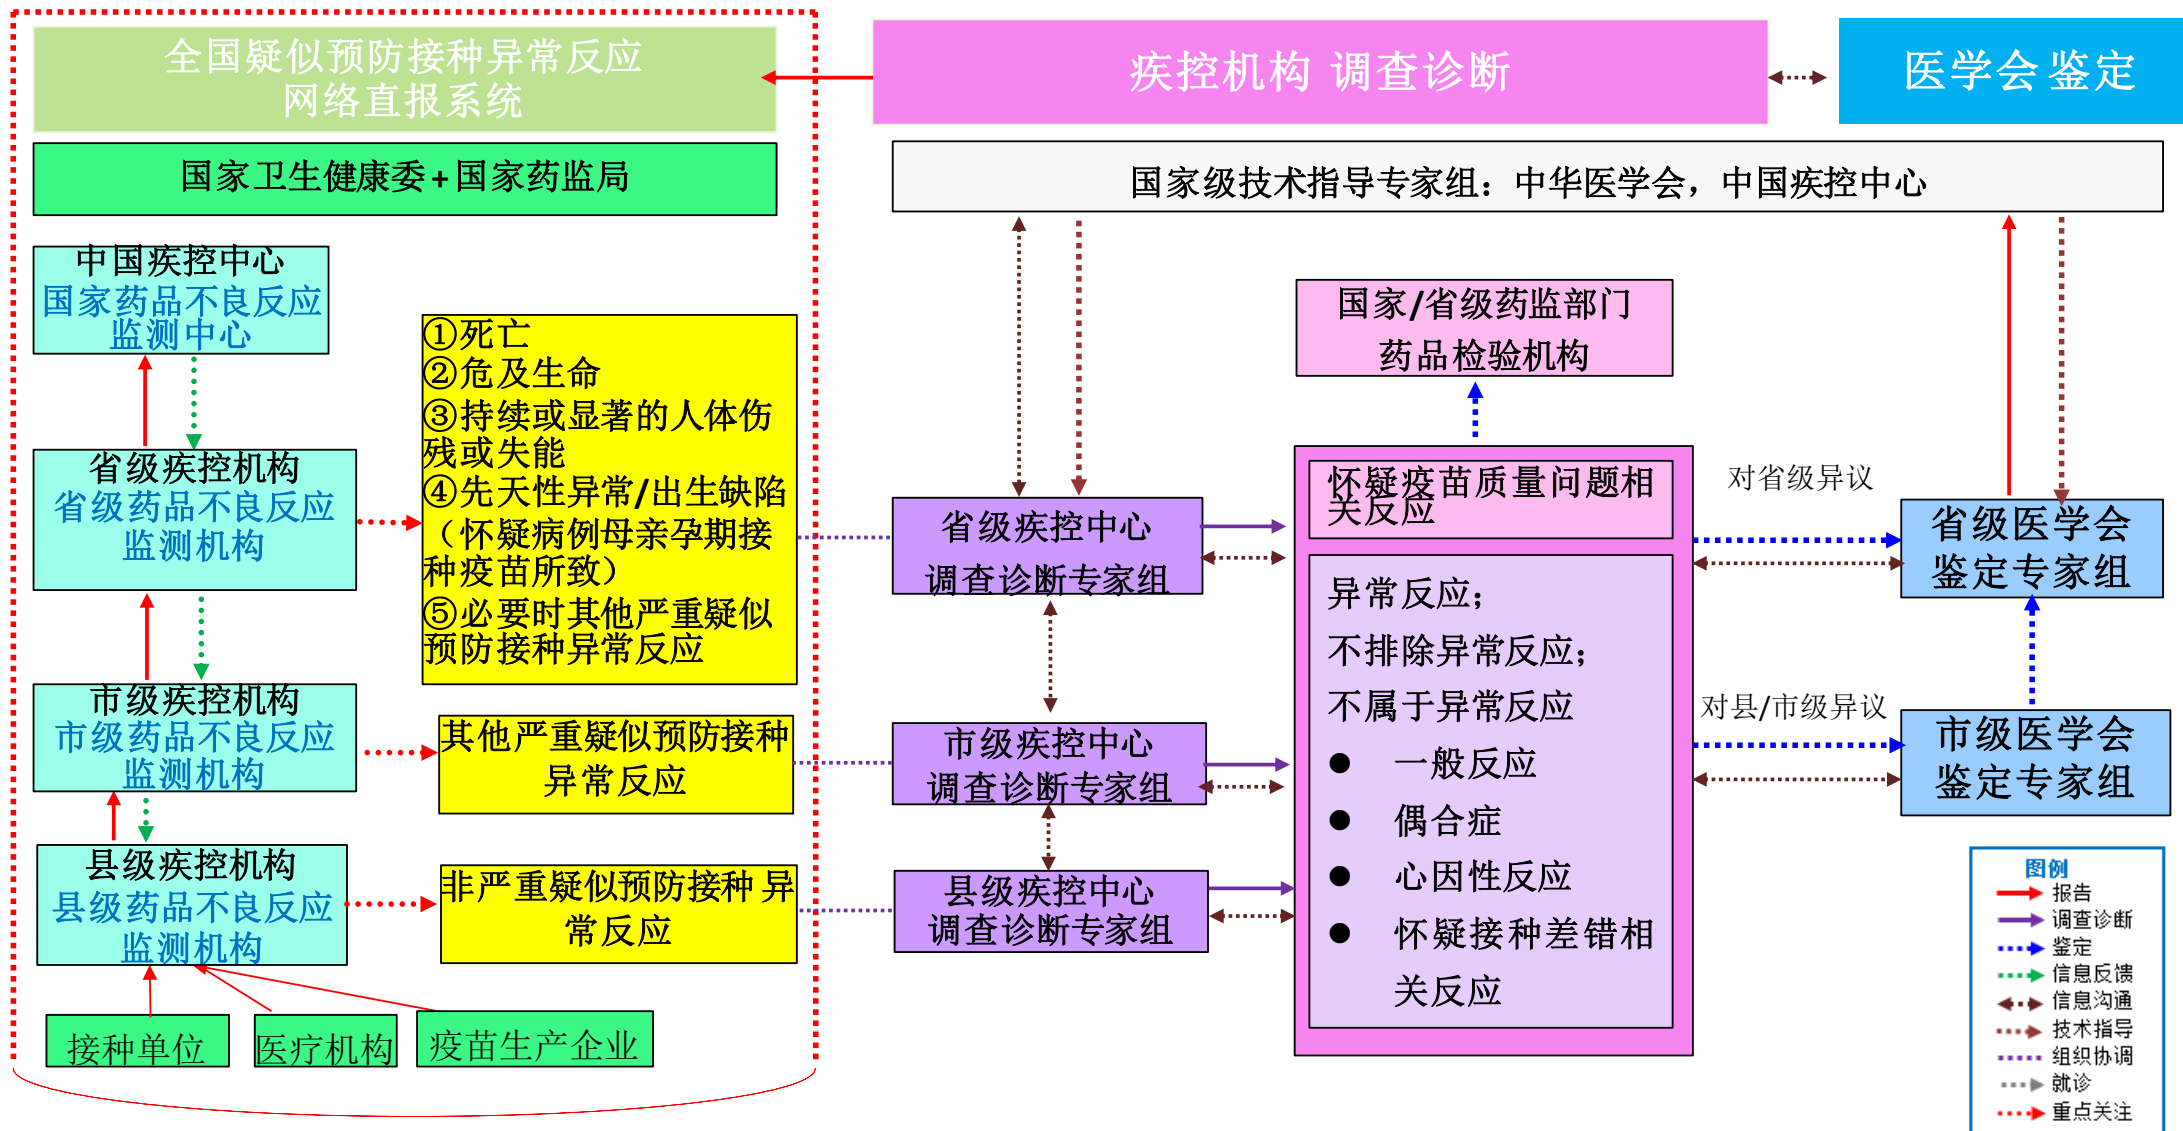 全国疑似预防接种异常反应
网络直报系统
疾控机构 调查诊断
医学会 鉴定
国家卫生健康委+国家药监局
国家级技术指导专家组：中华医学会，中国疾控中心
中国疾控中心
国家药品不良反应
监测中心
省级疾控机构
省级药品不良反应
监测机构
市级疾控机构
市级药品不良反应
监测机构
县级疾控机构
县级药品不良反应
监测机构
接种单位
医疗机构
疫苗生产企业
①死亡
②危及生命
③持续或显著的人体伤
残或失能
④先天性异常/出生缺陷
（怀疑病例母亲孕期接
种疫苗所致）
⑤必要时其他严重疑似
预防接种异常反应
其他严重疑似预防接种
异常反应
非严重疑似预防接种 异
常反应
省级疾控中心
调查诊断专家组
市级疾控中心
调查诊断专家组
县级疾控中心
调查诊断专家组
国家/省级药监部门
药品检验机构
怀疑疫苗质量问题相
关反应
异常反应；
不排除异常反应；
不属于异常反应
● 一般反应
● 偶合症
● 心因性反应
● 怀疑接种差错相
关反应
对省级异议
对县/市级异议
省级医学会
鉴定专家组
市级医学会
鉴定专家组
图例
报告
调查诊断
鉴定
信息反馈
信息沟通
技术指导
组织协调
就诊
重点关注